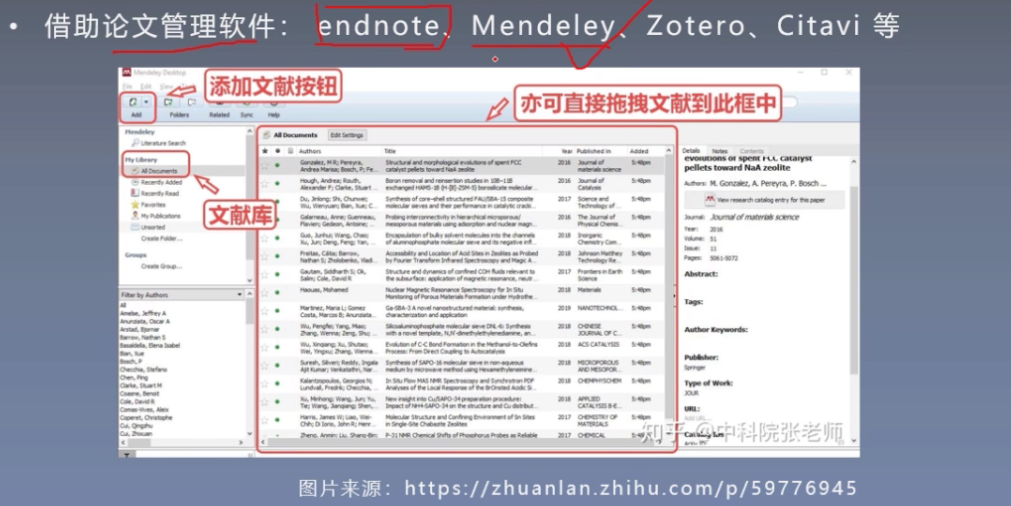 • 借助论文管理软件：endnote、Mendeley、Zotero、Citavi 等
Mendeley Desktop
File Edit View
添加文献按钮
亦可直接拖拽文献到此框中
Add Folders Related Sync Help
Mendeley
Literature Search
My Library
All Documents
Recently Added
Recently Read
Favorites
My Publications
Unsorted
Create Folder...
文献库
Groups
Create Group...
Filter by Authors
All
Amelse, Jeffrey A
Anunziata, Oscar A
Arstad, Bjornar
Barrow, Nathan S
Basaldella, Elena Isabel
Bian, Xue
Bosch, P
Checchia, Stefano
Chen, Ping
Clarke, Stuart M
Cosseron, Benoit
Cole, David R
Comas-Vives, Aleix
Coperet, Christophe
Cui, Qingzhu
Cui, Zhixuan
All Documents Edit Settings
Authors Title Year Published In Added
Gonzalez, M R; Pereyra, Structural and morphological evolutions of spent FCC 2016 Journal of 5:48pm
Andrea Marisa; Bosch, P; Fe... catalyst pellets toward NaA zeolite materials science
Hough, Andrea; Routh, Boron removal and reinsertion studies in 10B–11B 2016 Journal of 5:48pm
Alexander F; Clarke, Stuart... exchanged HAMS-1B (H-[B]-ZSM-5) borosilicate molecular... Catalysis
Du, Jinlong; Shi, Chunwei; Synthesis of core-shell structured FAU/SBA-15 composite 2017 Science and 5:48pm
Wu, Wenyuan; Bian, Xue; C... molecular sieves and their performance in catalytic cracki... Technology of...
Galarneau, Anne; Guenneau, Probing interconnectivity in hierarchical microporous/ 2016 The Journal of 5:48pm
Flavien; Gedeon, Antoine; ... mesoporous materials using adsorption and nuclear magn... Physical Chemi...
Guo, Junhui; Wang, Chao; Encapsulation of bulky solvent molecules into the channels 2018 Inorganic 5:48pm
Xu, Jun; Deng, Feng; Yan, ... of aluminophosphate molecular sieve and its negative infl... Chemistry Com...
Freitas, Cátia; Barrow, Accessibility and Location of Acid Sites in Zeolites as Probed 2018 Johnson Matthey 5:48pm
Nathan S; Zholobenko, Vladi... by Fourier Transform Infrared Spectroscopy and Magic A... Technology Re...
Gautam, Siddharth S; Ok, Structure and dynamics of confined COH fluids relevant to 2017 Frontiers in Earth 5:48pm
Salim; Cole, David R the subsurface: application of magnetic resonance, neutr... Science
Haouas, Mohamed Nuclear Magnetic Resonance Spectroscopy for In Situ 2018 Materials 5:48pm
Monitoring of Porous Materials Formation under Hydrothe...
Martinez, Maria L; Gomez Ga-SBA-3 A novel nanostructured material: synthesis, 2019 NANOTECHNOL... 5:48pm
Costa, Marcos B; Anunziata... characterization and application
Wu, Pengfei; Yang, Miao; Silicoaluminophosphate molecular sieve DNL-6: Synthesis 2018 CHINESE 5:48pm
Zhang, Wenna; Zeng, Shu; ... with a novel template, N,N'-dimethylethylenediamine, an... JOURNAL OF C...
Wu, Xinqiang; Xu, Shutao; Evolution of C-C Bond Formation in the Methanol-to-Olefins 2018 ACS CATALYSIS 5:48pm
Wei, Yingxu; Zhang, Wenna... Process: From Direct Coupling to Autocatalysis
Suresh, Silveri; Reddy, Ingala Synthesis of SAPO-16 molecular sieve in non-aqueous 2018 MICROPOROUS 5:48pm
Ajit Kumar; Venkatathri, Nar... medium by microwave method using Hexamethyleneimine... AND MESOPOR...
Kalantzopoulos, Georgios N; In Situ Flow MAS NMR Spectroscopy and Synchrotron PDF 2018 CHEMPHYSCHEM 5:48pm
Lundvall, Fredrik; Checchia, ... Analyses of the Local Response of the Bronsted Acidic Si...
Xu, Minhong; Wang, Jun; Yu, New insight into Cu/SAPO-34 preparation procedure: 2018 APPLIED 5:48pm
Tie; Wang, Jianqiang; Shen,... Impact of NH4-SAPO-34 on the structure and Cu distribut... CATALYSIS B-E...
Harris, James W; Liao, Wei- Molecular Structure and Confining Environment of Sn Sites 2017 CHEMISTRY OF 5:48pm
Chih; Di Iorio, John R; Henr... in Single-Site Chabazite Zeolites MATERIALS
Zheng, Anmin; Liu, Shang-Bin; P-31 NMR Chemical Shifts of Phosphorus Probes as Reliable 2017 CHEMICAL
Details Notes Contents
evolutions of spent FCC catalyst
pellets toward NaA zeolite
Authors: M. Gonzalez, A. Pereyra, P. Bosch ...
View research catalog entry for this paper
Journal: Journal of materials science
Year: 2016
Volume: 51
Issue: 11
Pages: 5061-5072
Abstract:
Tags:
Author Keywords:
Publisher:
Springer
Type of Work:
JOUR
URL:
Add URL...
知乎 @中科院张老师
图片来源：https://zhuanlan.zhihu.com/p/59776945